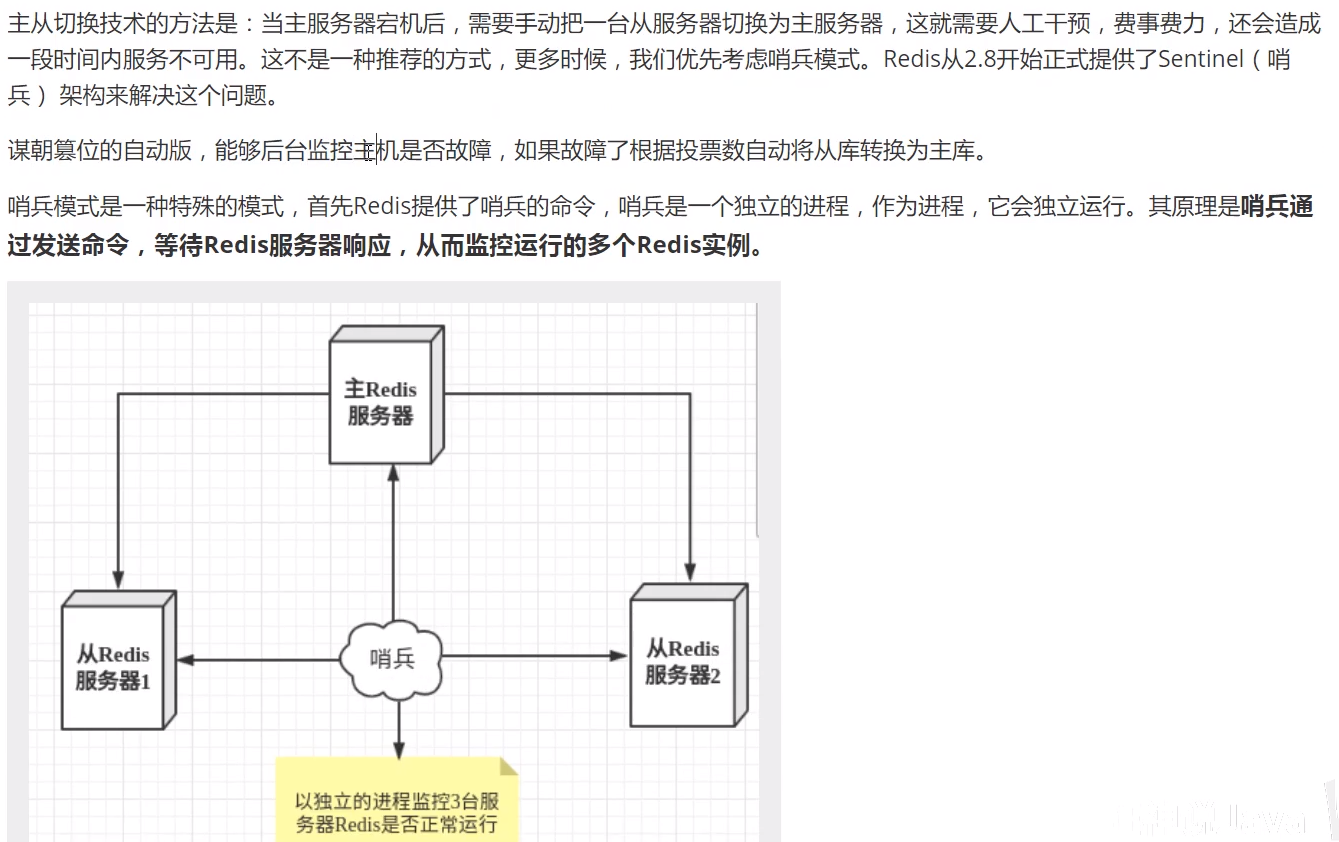 主从切换技术的方法是：当主服务器宕机后，需要手动把一台从服务器切换为主服务器，这就需要人工干预，费事费力，还会造成
一段时间内服务不可用。这不是一种推荐的方式，更多时候，我们优先考虑哨兵模式。Redis从2.8开始正式提供了Sentinel（哨
兵） 架构来解决这个问题。
谋朝篡位的自动版，能够后台监控主机是否故障，如果故障了根据投票数自动将从库转换为主库。
哨兵模式是一种特殊的模式，首先Redis提供了哨兵的命令，哨兵是一个独立的进程，作为进程，它会独立运行。其原理是哨兵通
过发送命令，等待Redis服务器响应，从而监控运行的多个Redis实例。
主Redis
服务器
从Redis
服务器1
哨兵
从Redis
服务器2
以独立的进程监控3台服
务器Redis是否正常运行